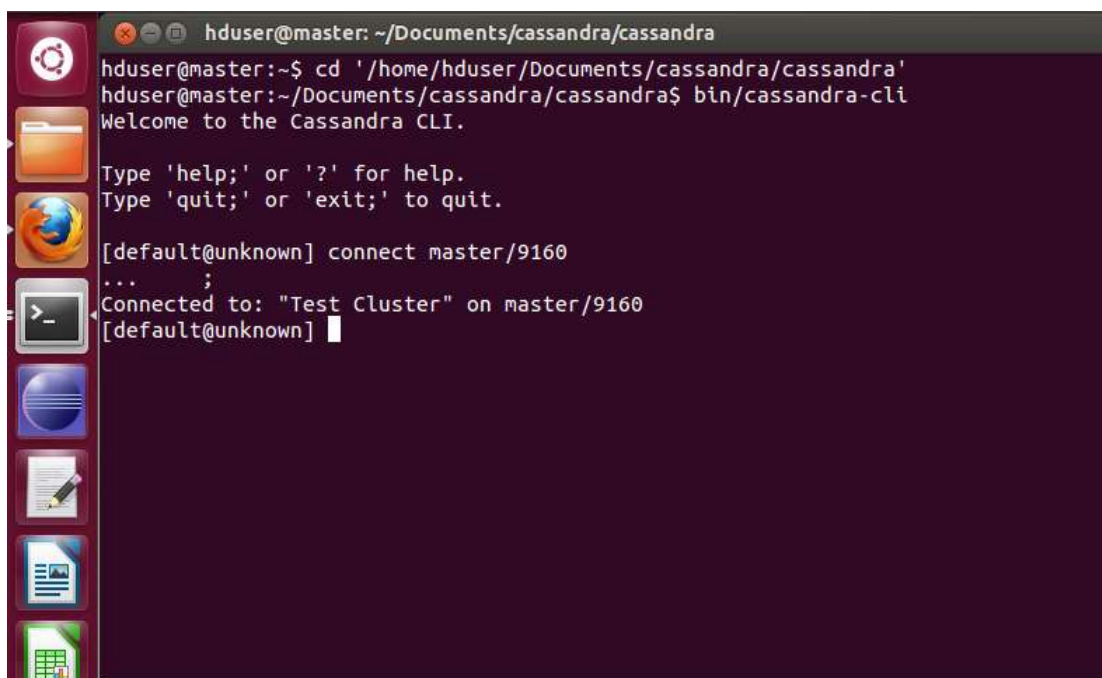 hduser@master: ~/Documents/cassandra/cassandra
hduser@master:~$ cd '/home/hduser/Documents/cassandra/cassandra'
hduser@master:~/Documents/cassandra/cassandra$ bin/cassandra-cli
Welcome to the Cassandra CLI.
Type 'help;' or '?' for help.
Type 'quit;' or 'exit;' to quit.
[default@unknown] connect master/9160
...     ;
Connected to: "Test Cluster" on master/9160
[default@unknown]